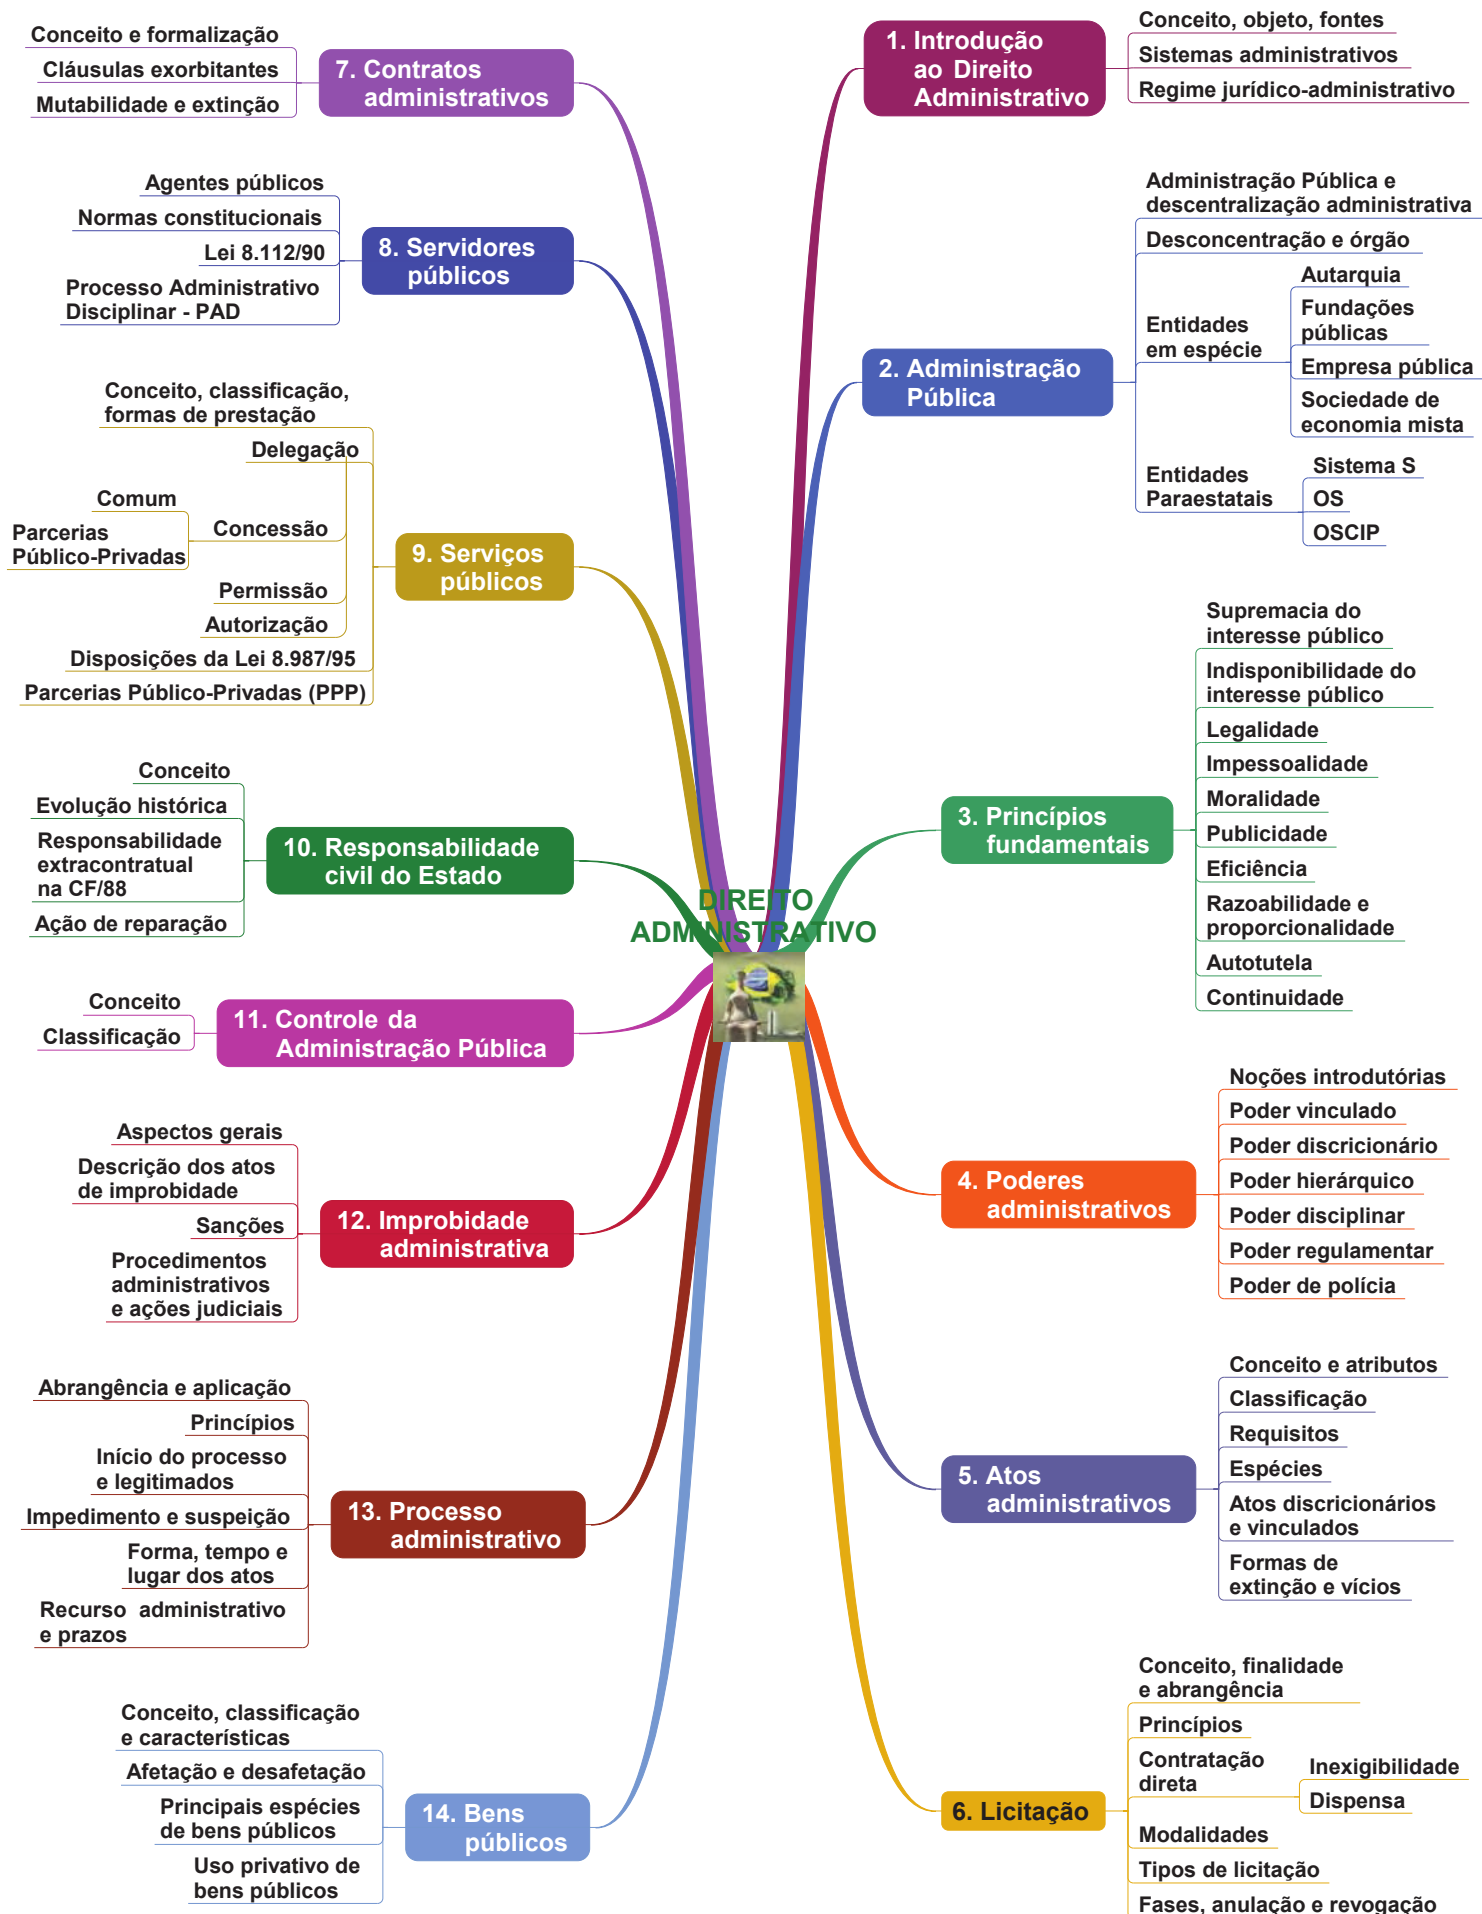 DIREITO
ADMINISTRATIVO
1. Introdução
ao Direito
Administrativo
Conceito, objeto, fontes
Sistemas administrativos
Regime jurídico-administrativo
2. Administração
Pública
Administração Pública e
descentralização administrativa
Desconcentração e órgão
Entidades
em espécie
Autarquia
Fundações
públicas
Empresa pública
Sociedade de
economia mista
Entidades
Paraestatais
Sistema S
OS
OSCIP
3. Princípios
fundamentais
Supremacia do
interesse público
Indisponibilidade do
interesse público
Legalidade
Impessoalidade
Moralidade
Publicidade
Eficiência
Razoabilidade e
proporcionalidade
Autotutela
Continuidade
4. Poderes
administrativos
Noções introdutórias
Poder vinculado
Poder discricionário
Poder hierárquico
Poder disciplinar
Poder regulamentar
Poder de polícia
5. Atos
administrativos
Conceito e atributos
Classificação
Requisitos
Espécies
Atos discricionários
e vinculados
Formas de
extinção e vícios
6. Licitação
Conceito, finalidade
e abrangência
Princípios
Contratação
direta
Inexigibilidade
Dispensa
Modalidades
Tipos de licitação
Fases, anulação e revogação
7. Contratos
administrativos
Conceito e formalização
Cláusulas exorbitantes
Mutabilidade e extinção
8. Servidores
públicos
Agentes públicos
Normas constitucionais
Lei 8.112/90
Processo Administrativo
Disciplinar - PAD
9. Serviços
públicos
Conceito, classificação,
formas de prestação
Delegação
Concessão
Comum
Parcerias
Público-Privadas
Permissão
Autorização
Disposições da Lei 8.987/95
Parcerias Público-Privadas (PPP)
10. Responsabilidade
civil do Estado
Conceito
Evolução histórica
Responsabilidade
extracontratual
na CF/88
Ação de reparação
11. Controle da
Administração Pública
Conceito
Classificação
12. Improbidade
administrativa
Aspectos gerais
Descrição dos atos
de improbidade
Sanções
Procedimentos
administrativos
e ações judiciais
13. Processo
administrativo
Abrangência e aplicação
Princípios
Início do processo
e legitimados
Impedimento e suspeição
Forma, tempo e
lugar dos atos
Recurso administrativo
e prazos
14. Bens
públicos
Conceito, classificação
e características
Afetação e desafetação
Principais espécies
de bens públicos
Uso privativo de
bens públicos